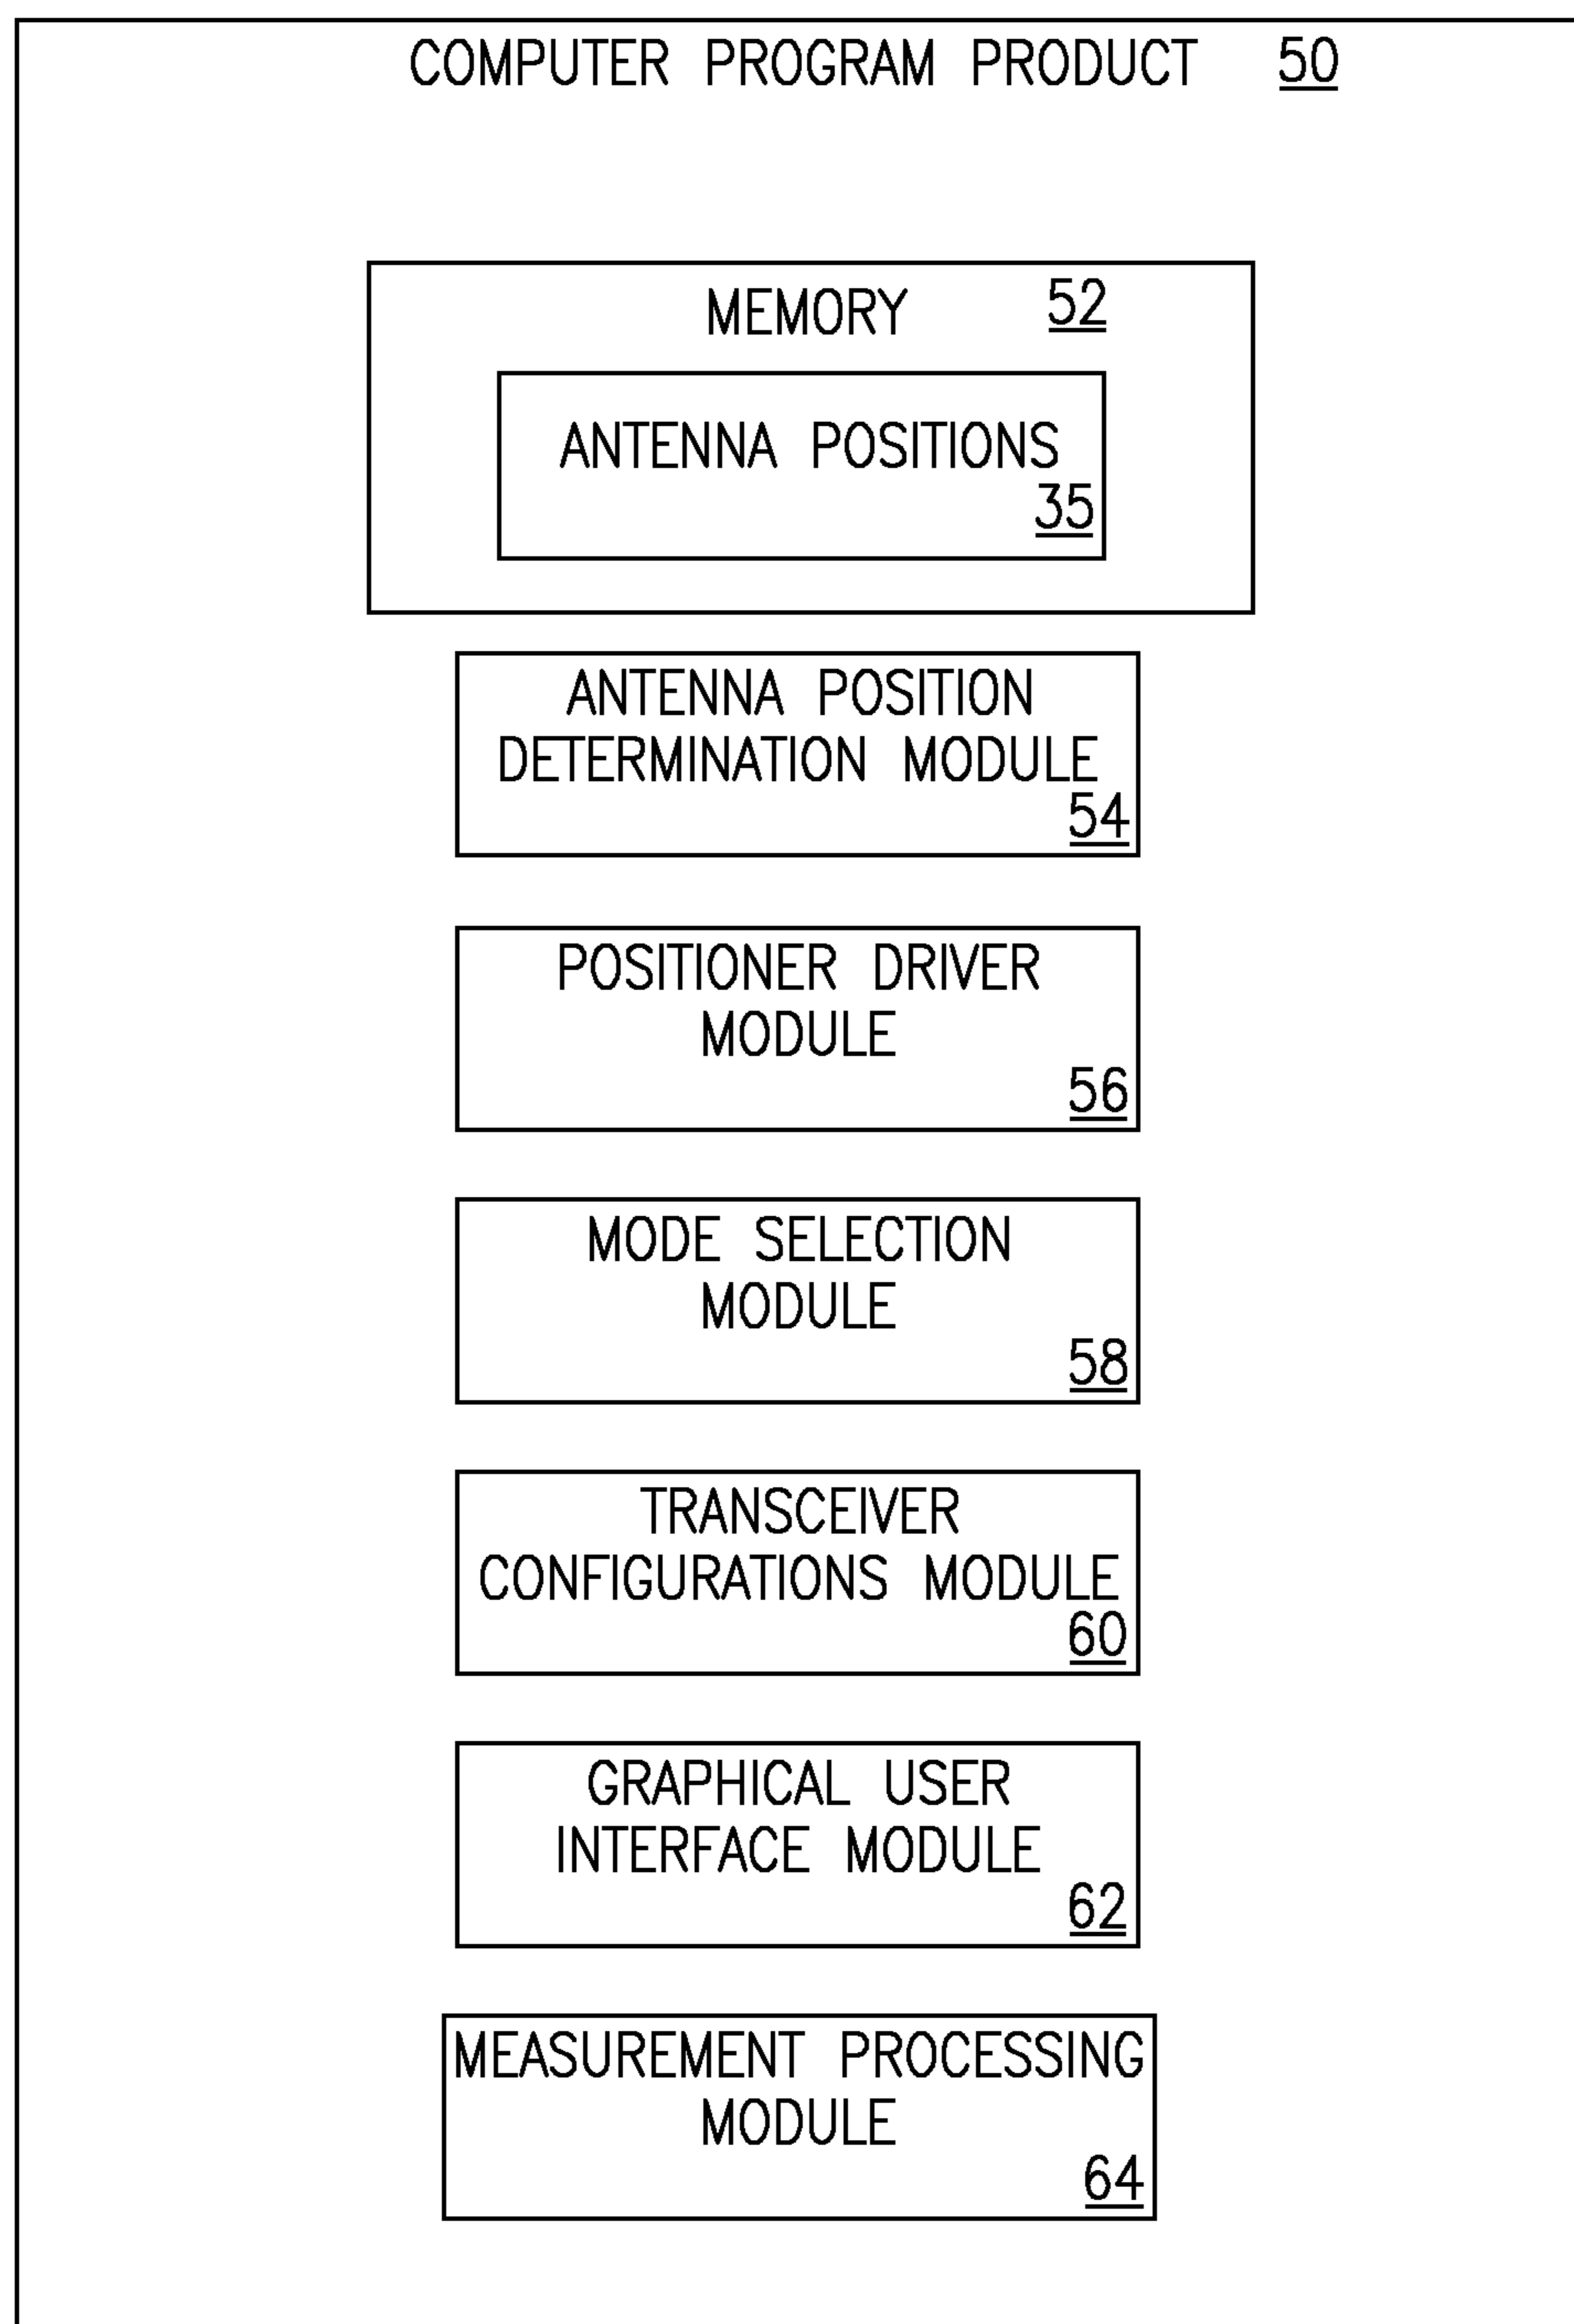 COMPUTER PROGRAM PRODUCT 50
MEMORY 52
ANTENNA POSITIONS
35
ANTENNA POSITION
DETERMINATION MODULE
54
POSITIONER DRIVER
MODULE
56
MODE SELECTION
MODULE
58
TRANSCEIVER
CONFIGURATIONS MODULE
60
GRAPHICAL USER
INTERFACE MODULE
62
MEASUREMENT PROCESSING
MODULE
64